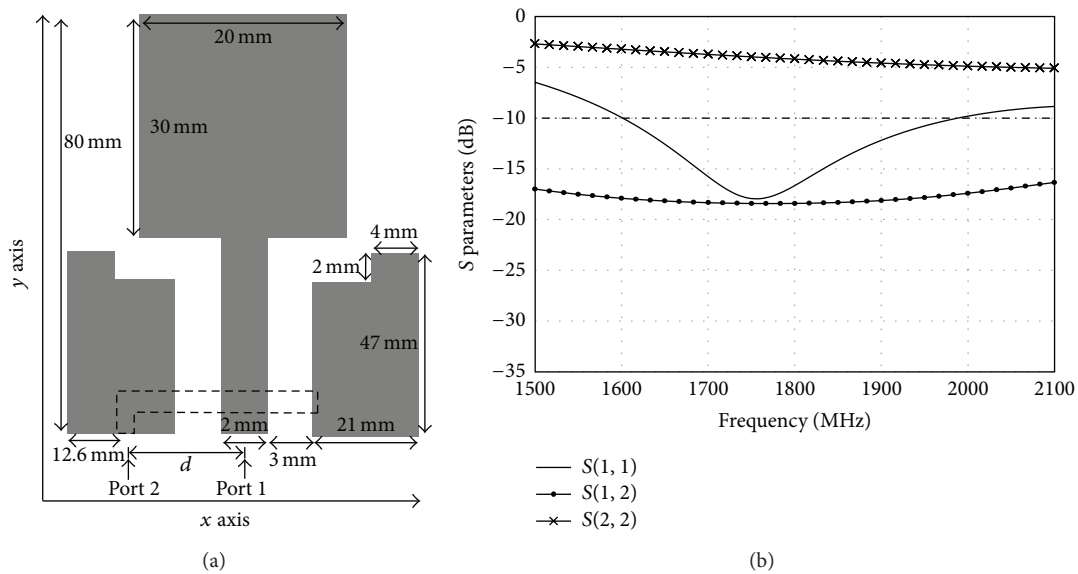 20 mm
80 mm
30 mm
4 mm
2 mm
47 mm
2 mm
21 mm
12.6 mm
d
3 mm
Port 2
Port 1
y axis
x axis
(a)
0
−5
−10
−15
−20
−25
−30
−35
S parameters (dB)
1500 1600 1700 1800 1900 2000 2100
Frequency (MHz)
S(1, 1)
S(1, 2)
S(2, 2)
(b)